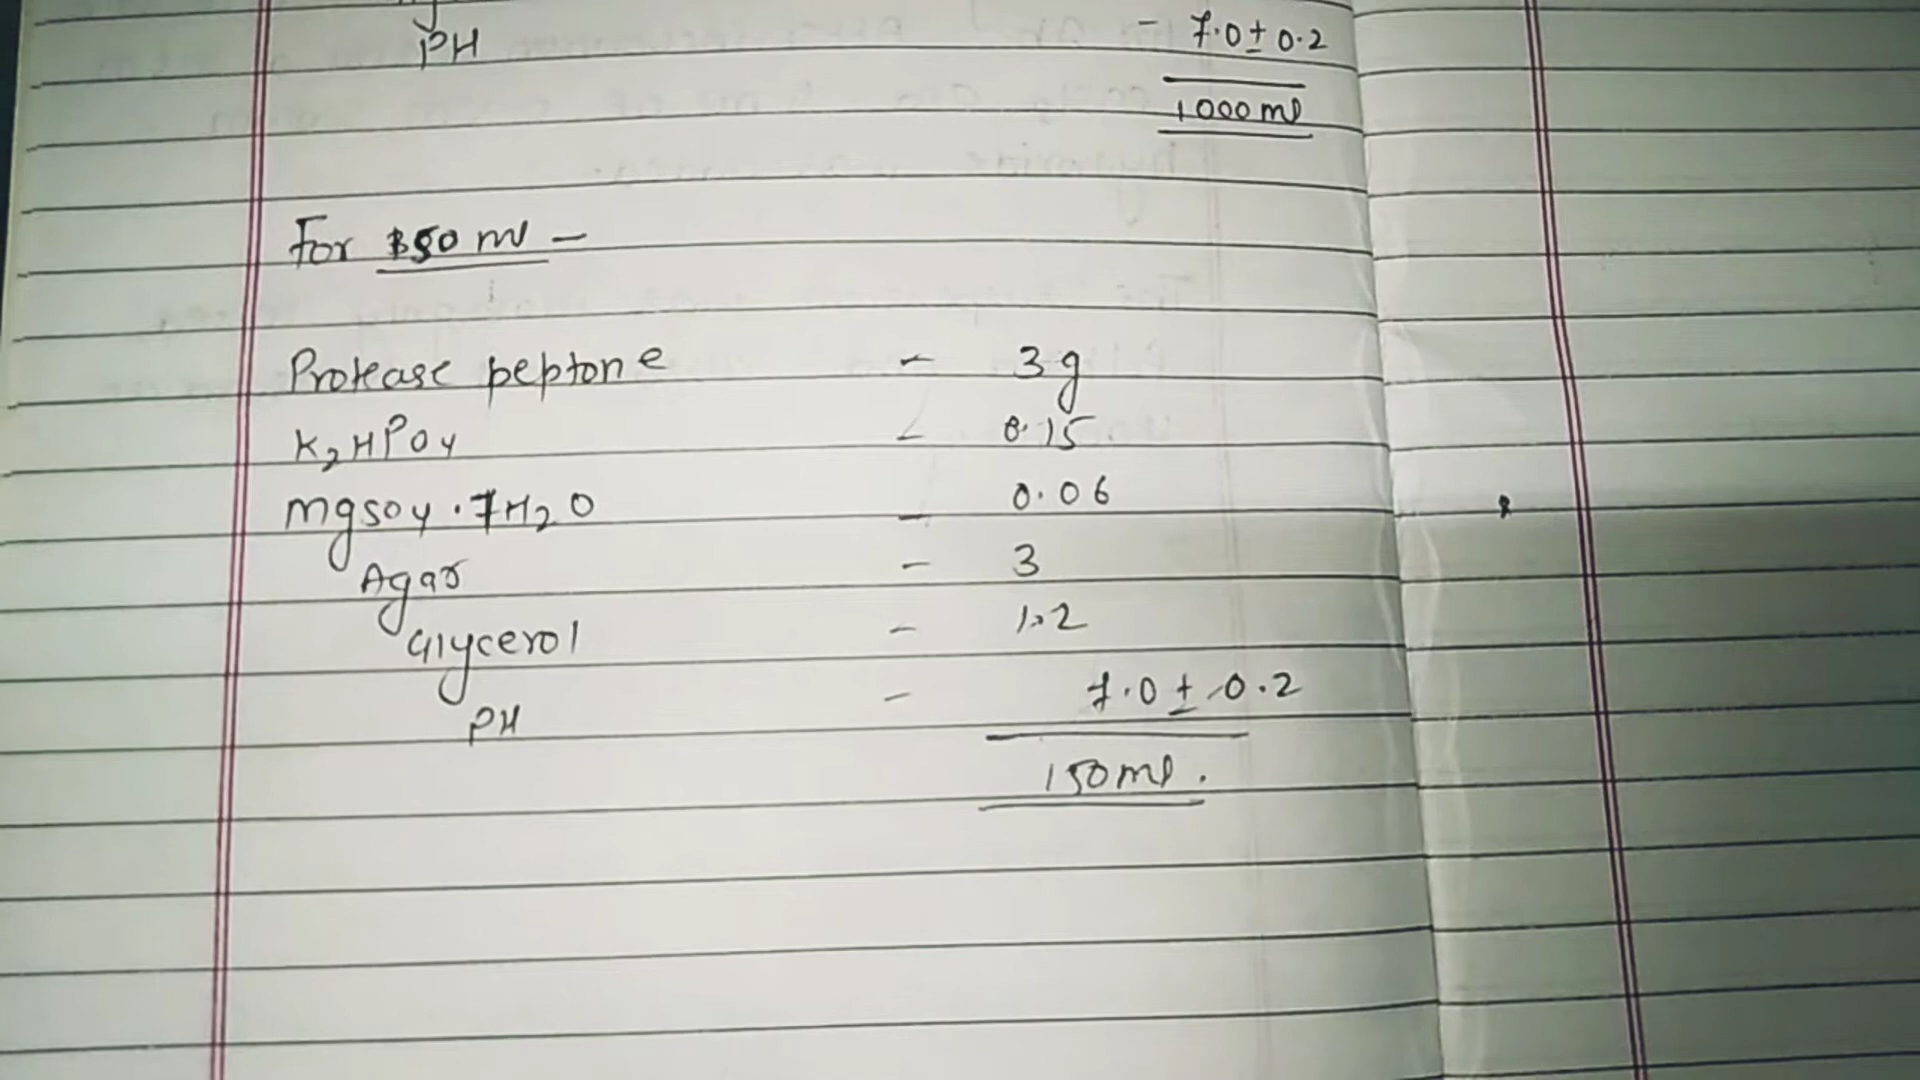 PH - 7.0 ± 0.2
1000 ml
For 150 ml -
Protease peptone - 3g
K2HPO4 - 0.15
MgSO4.7H2O - 0.06
Agar - 3
Glycerol - 1.2
PH - 7.0 ± 0.2
150 ml.